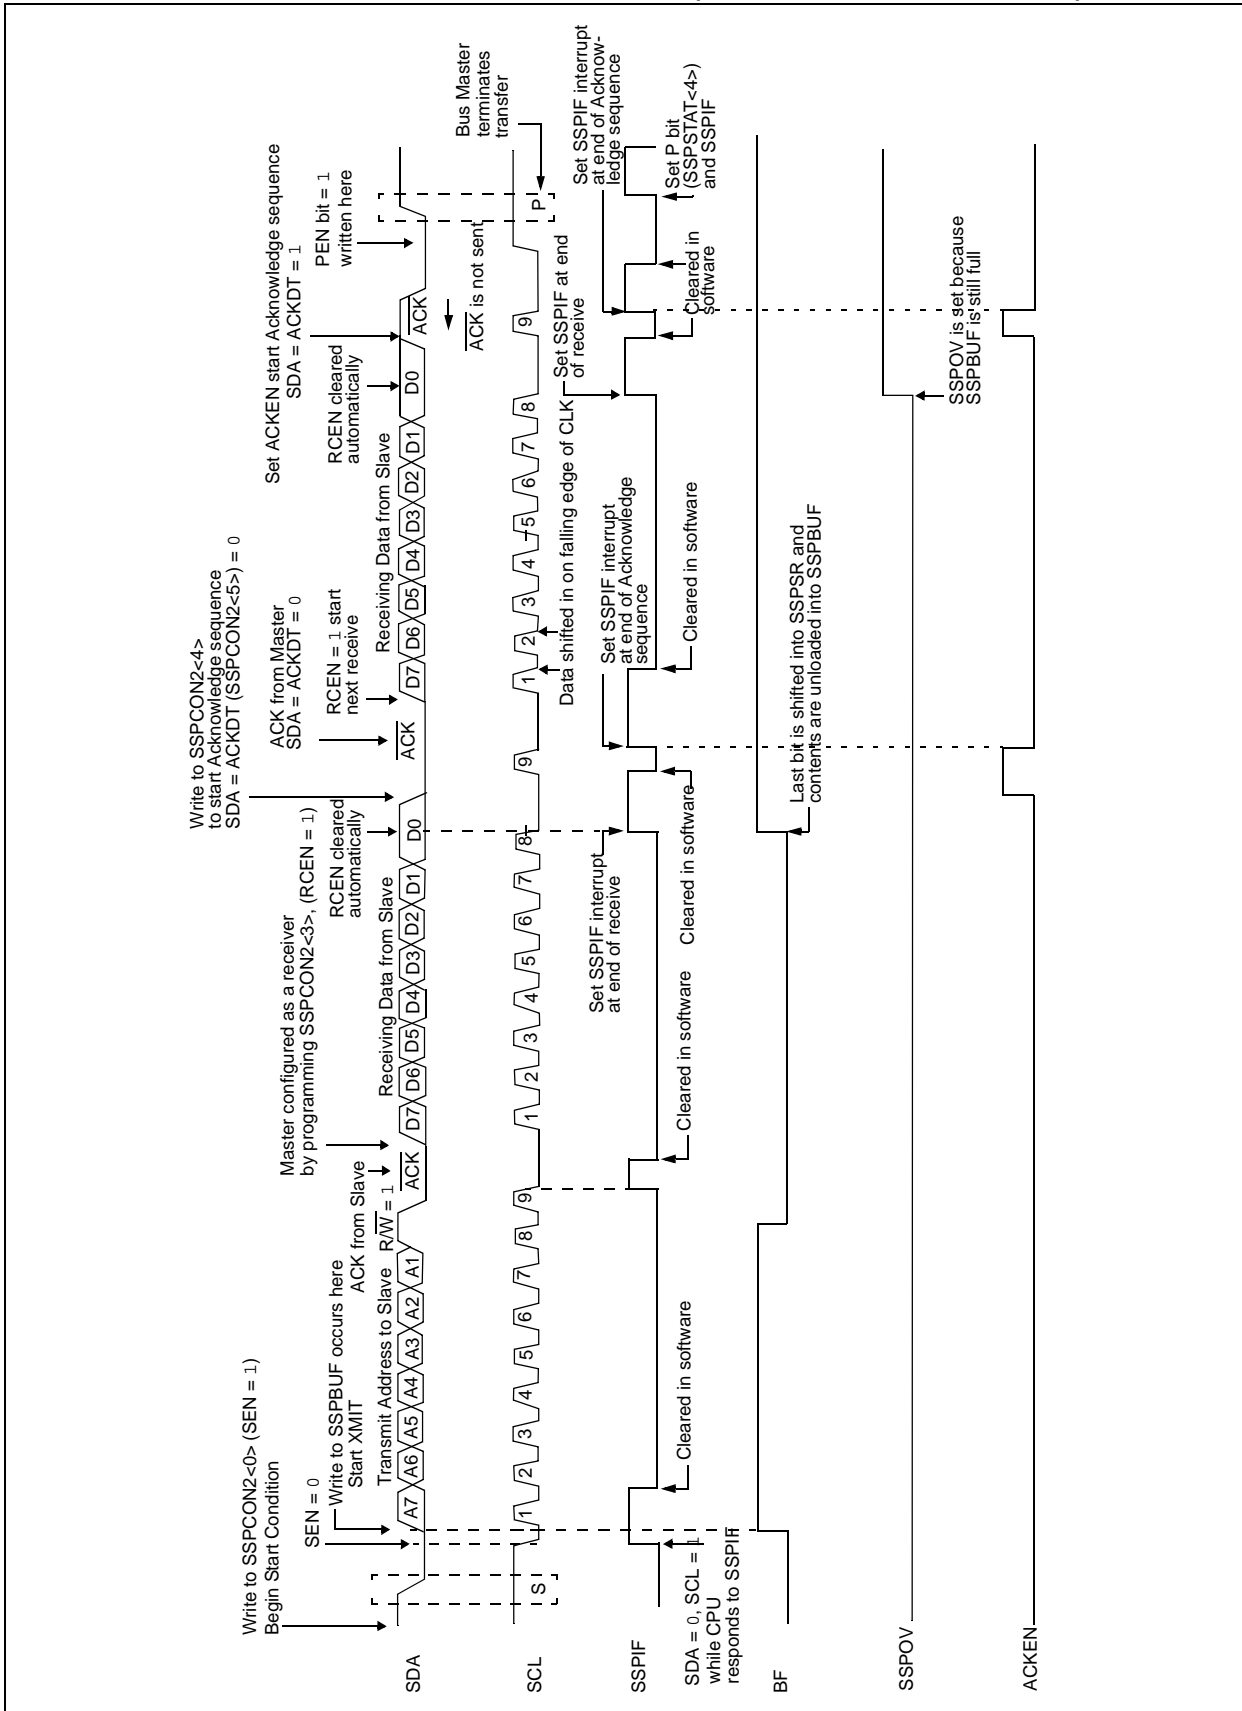 Write to SSPCON2<0> (SEN = 1)
Begin Start Condition
SEN = 0
Write to SSPBUF occurs here
Start XMIT
ACK from Slave
Transmit Address to Slave
R/W = 1
Master configured as a receiver
by programming SSPCON2<3>, (RCEN = 1)
Receiving Data from Slave
RCEN cleared
automatically
Write to SSPCON2<4>
to start Acknowledge sequence
SDA = ACKDT (SSPCON2<5>) = 0
ACK from Master
SDA = ACKDT = 0
RCEN = 1 start
next receive
Receiving Data from Slave
RCEN cleared
automatically
Set ACKEN start Acknowledge sequence
SDA = ACKDT = 1
PEN bit = 1
written here
SDA
A7 A6 A5 A4 A3 A2 A1
ACK
D7 D6 D5 D4 D3 D2 D1 D0
ACK
D7 D6 D5 D4 D3 D2 D1 D0
ACK
ACK is not sent
Bus Master
terminates
transfer
SCL
S
1 2 3 4 5 6 7 8 9
1 2 3 4 5 6 7 8
9
1 2 3 4 5 6 7 8
9
P
Data shifted in on falling edge of CLK
Set SSPIF interrupt
at end of receive
Set SSPIF interrupt
at end of Acknowledge
sequence
Set SSPIF at end
of receive
Set SSPIF interrupt
at end of Acknow-
ledge sequence
SSPIF
SDA = 0, SCL = 1
while CPU
responds to SSPIF
Cleared in software
Cleared in software
Cleared in software
Cleared in software
Cleared in
software
Set P bit
(SSPSTAT<4>)
and SSPIF
BF
Last bit is shifted into SSPSR and
contents are unloaded into SSPBUF
SSPOV
SSPOV is set because
SSPBUF is still full
ACKEN